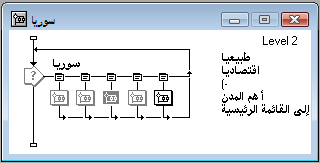 سوريا
Level 2
سوريا
?
طبيعيا
اقتصاديا
(-
أهم المدن
إلى القائمة الرئيسية